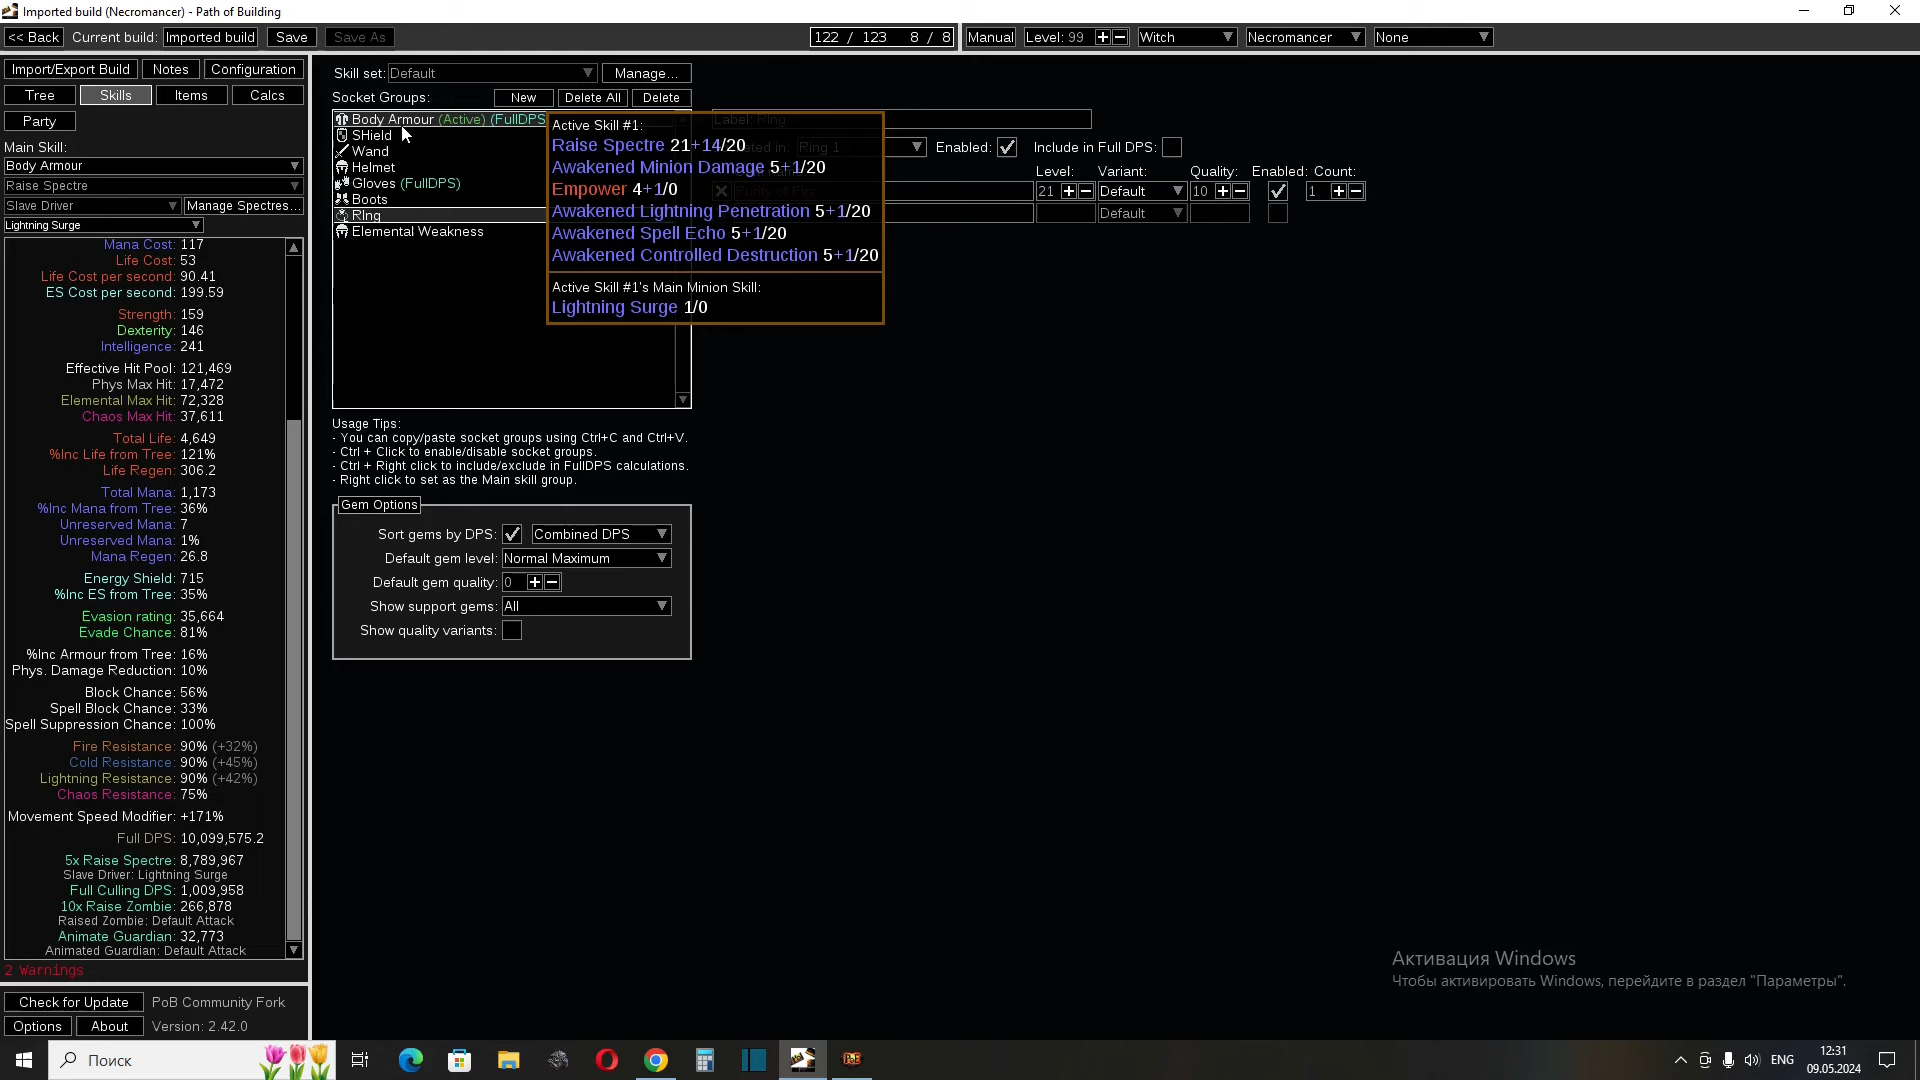 Imported build (Necromancer) - Path of Building
<< Back Current build: Imported build Save Save As 122 / 123 8 / 8 Manual Level: 99 Witch Necromancer None
Import/Export Build Notes Configuration
Tree Skills Items Calcs
Party
Main Skill:
Body Armour
Raise Spectre
Slave Driver Manage Spectres...
Lightning Surge
Mana Cost: 117
Life Cost: 53
Life Cost per second: 90.41
ES Cost per second: 199.59
Strength: 159
Dexterity: 146
Intelligence: 241
Effective Hit Pool: 121,469
Phys Max Hit: 17,472
Elemental Max Hit: 72,328
Chaos Max Hit: 37,611
Total Life: 4,649
%Inc Life from Tree: 121%
Life Regen: 306.2
Total Mana: 1,173
%Inc Mana from Tree: 36%
Unreserved Mana: 7
Unreserved Mana: 1%
Mana Regen: 26.8
Energy Shield: 715
%Inc ES from Tree: 35%
Evasion rating: 35,664
Evade Chance: 81%
%Inc Armour from Tree: 16%
Phys. Damage Reduction: 10%
Block Chance: 56%
Spell Block Chance: 33%
Spell Suppression Chance: 100%
Fire Resistance: 90% (+32%)
Cold Resistance: 90% (+45%)
Lightning Resistance: 90% (+42%)
Chaos Resistance: 75%
Movement Speed Modifier: +171%
Full DPS: 10,099,575.2
5x Raise Spectre: 8,789,967
Slave Driver: Lightning Surge
Full Culling DPS: 1,009,958
10x Raise Zombie: 266,878
Raised Zombie: Default Attack
Animate Guardian: 32,773
Animated Guardian: Default Attack
2 Warnings
Check for Update PoB Community Fork
Options About Version: 2.42.0
Skill set: Default Manage...
Socket Groups: New Delete All Delete
Body Armour (Active) (FullDPS
SHield
Wand
Helmet
Gloves (FullDPS)
Boots
RIng
Elemental Weakness
Active Skill #1:
Raise Spectre 21+14/20
Awakened Minion Damage 5+1/20
Empower 4+1/0
Awakened Lightning Penetration 5+1/20
Awakened Spell Echo 5+1/20
Awakened Controlled Destruction 5+1/20
Active Skill #1's Main Minion Skill:
Lightning Surge 1/0
Label: RIng
Ring 1 Enabled: Include in Full DPS:
Level: Variant: Quality: Enabled: Count:
21 Default 10 1
Default
Usage Tips:
- You can copy/paste socket groups using Ctrl+C and Ctrl+V.
- Ctrl + Click to enable/disable socket groups.
- Ctrl + Right click to include/exclude in FullDPS calculations.
- Right click to set as the Main skill group.
Gem Options
Sort gems by DPS: Combined DPS
Default gem level: Normal Maximum
Default gem quality: 0
Show support gems: All
Show quality variants:
Активация Windows
Чтобы активировать Windows, перейдите в раздел "Параметры".
Поиск
ENG
12:31
09.05.2024